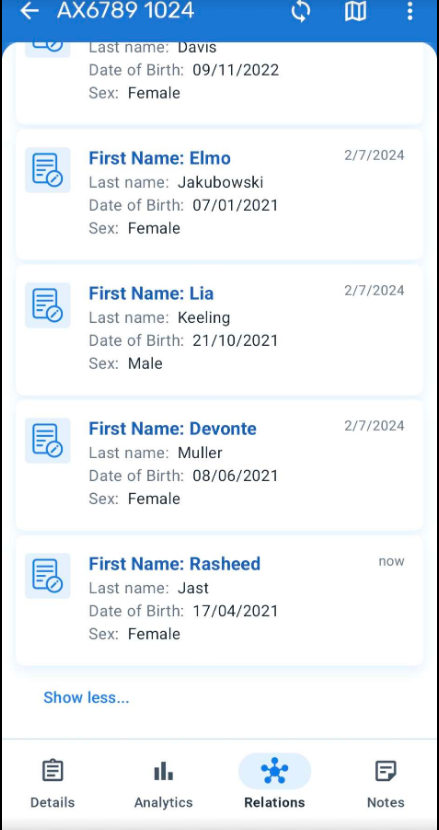 AX6789 1024
Last name: Davis
Date of Birth: 09/11/2022
Sex: Female
First Name: Elmo 2/7/2024
Last name: Jakubowski
Date of Birth: 07/01/2021
Sex: Female
First Name: Lia 2/7/2024
Last name: Keeling
Date of Birth: 21/10/2021
Sex: Male
First Name: Devonte 2/7/2024
Last name: Muller
Date of Birth: 08/06/2021
Sex: Female
First Name: Rasheed now
Last name: Jast
Date of Birth: 17/04/2021
Sex: Female
Show less...
Details Analytics Relations Notes